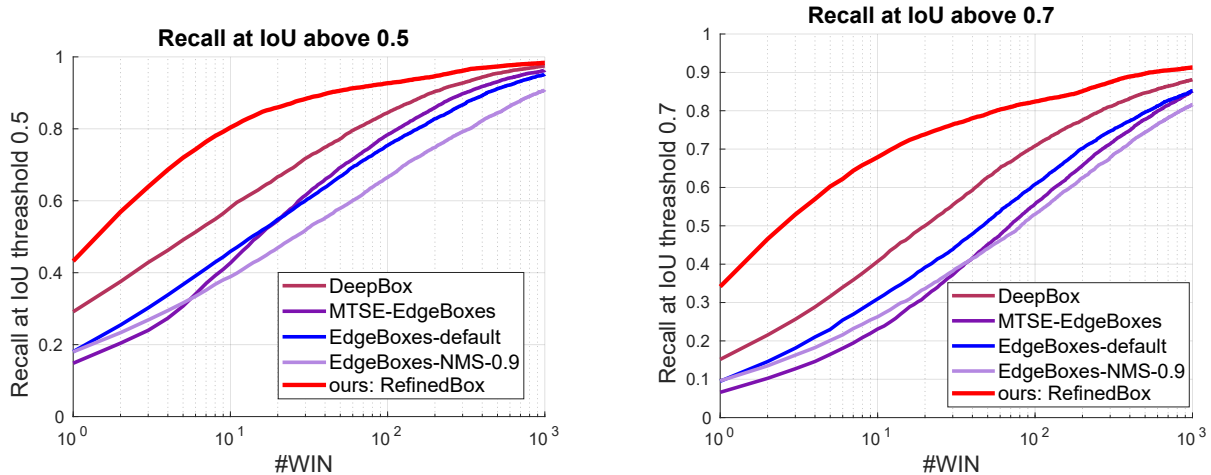 Recall at IoU above 0.5
1
0.8
0.6
0.4
0.2
0
Recall at IoU threashold 0.5
10^0
10^1
10^2
10^3
#WIN
DeepBox
MTSE-EdgeBoxes
EdgeBoxes-default
EdgeBoxes-NMS-0.9
ours: RefinedBox
Recall at IoU above 0.7
1
0.9
0.8
0.7
0.6
0.5
0.4
0.3
0.2
0.1
0
Recall at IoU threashold 0.7
10^0
10^1
10^2
10^3
#WIN
DeepBox
MTSE-EdgeBoxes
EdgeBoxes-default
EdgeBoxes-NMS-0.9
ours: RefinedBox